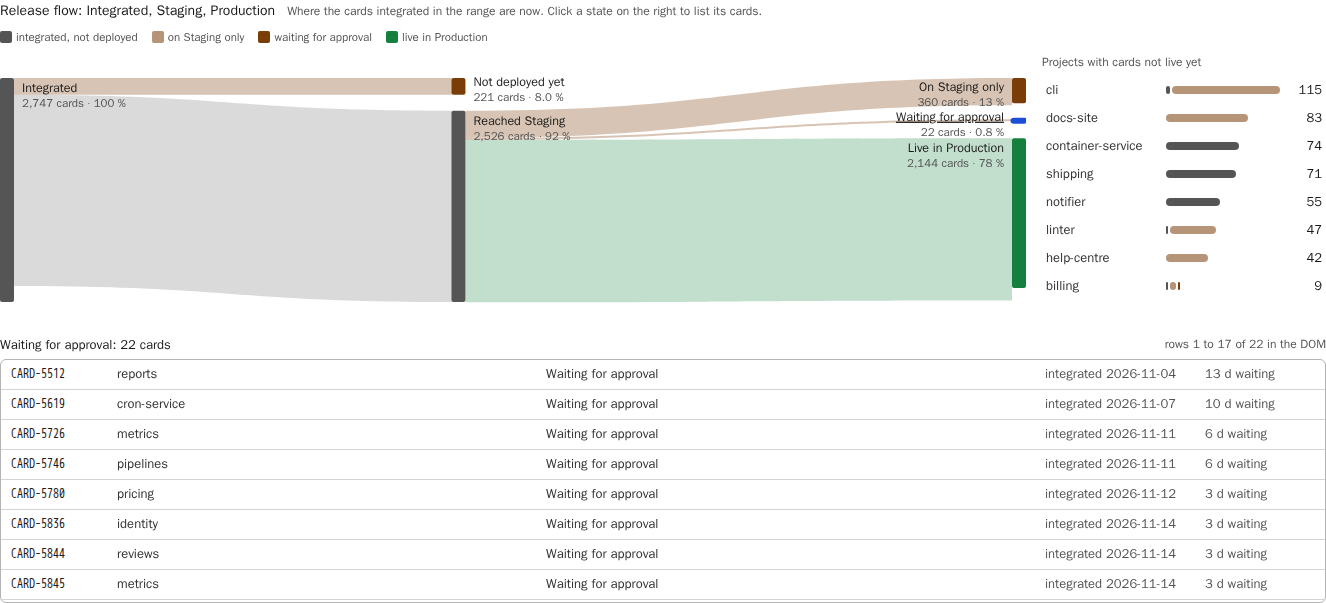 Release flow: Integrated, Staging, Production Where the cards integrated in the range are now. Click a state on the right to list its cards.
integrated, not deployed on Staging only waiting for approval live in Production
Integrated
2,747 cards · 100 %
Not deployed yet
221 cards · 8.0 %
Reached Staging
2,526 cards · 92 %
On Staging only
360 cards · 13 %
Waiting for approval
22 cards · 0.8 %
Live in Production
2,144 cards · 78 %
Projects with cards not live yet
cli 115
docs-site 83
container-service 74
shipping 71
notifier 55
linter 47
help-centre 42
billing 9
Waiting for approval: 22 cards rows 1 to 17 of 22 in the DOM
CARD-5512 reports Waiting for approval integrated 2026-11-04 13 d waiting
CARD-5619 cron-service Waiting for approval integrated 2026-11-07 10 d waiting
CARD-5726 metrics Waiting for approval integrated 2026-11-11 6 d waiting
CARD-5746 pipelines Waiting for approval integrated 2026-11-11 6 d waiting
CARD-5780 pricing Waiting for approval integrated 2026-11-12 3 d waiting
CARD-5836 identity Waiting for approval integrated 2026-11-14 3 d waiting
CARD-5844 reviews Waiting for approval integrated 2026-11-14 3 d waiting
CARD-5845 metrics Waiting for approval integrated 2026-11-14 3 d waiting